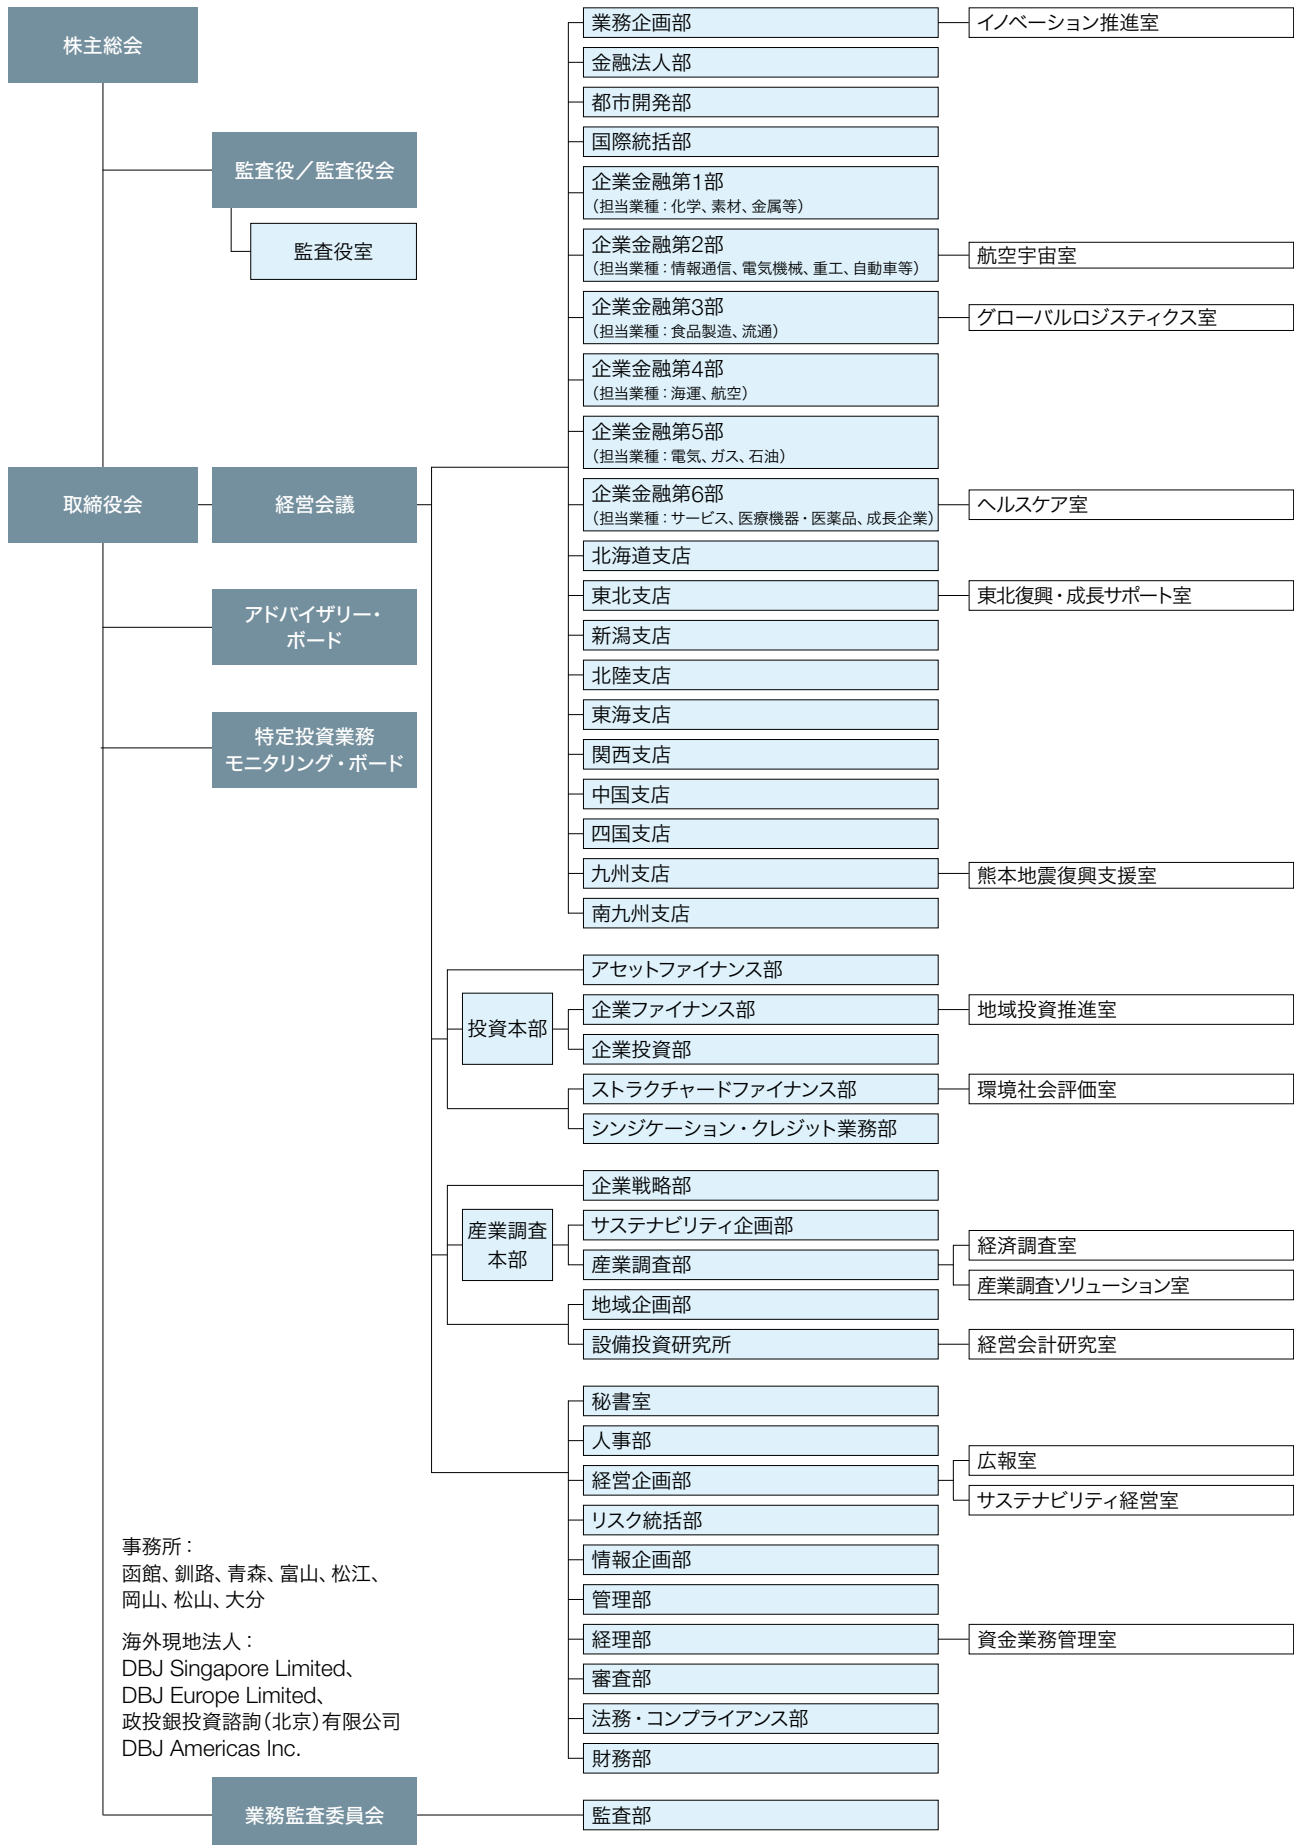 株主総会
監査役／監査役会
監査役室
取締役会
経営会議
アドバイザリー・
ボード
特定投資業務
モニタリング・ボード
業務企画部
イノベーション推進室
金融法人部
都市開発部
国際統括部
企業金融第1部
（担当業種：化学、素材、金属等）
企業金融第2部
（担当業種：情報通信、電気機械、重工、自動車等）
航空宇宙室
企業金融第3部
（担当業種：食品製造、流通）
グローバルロジスティクス室
企業金融第4部
（担当業種：海運、航空）
企業金融第5部
（担当業種：電気、ガス、石油）
企業金融第6部
（担当業種：サービス、医療機器・医薬品、成長企業）
ヘルスケア室
北海道支店
東北支店
東北復興・成長サポート室
新潟支店
北陸支店
東海支店
関西支店
中国支店
四国支店
九州支店
熊本地震復興支援室
南九州支店
投資本部
アセットファイナンス部
企業ファイナンス部
地域投資推進室
企業投資部
ストラクチャードファイナンス部
環境社会評価室
シンジケーション・クレジット業務部
産業調査
本部
企業戦略部
サステナビリティ企画部
産業調査部
経済調査室
産業調査ソリューション室
地域企画部
設備投資研究所
経営会計研究室
秘書室
人事部
経営企画部
広報室
サステナビリティ経営室
リスク統括部
情報企画部
管理部
経理部
資金業務管理室
審査部
法務・コンプライアンス部
財務部
事務所：
函館、釧路、青森、富山、松江、
岡山、松山、大分
海外現地法人：
DBJ Singapore Limited、
DBJ Europe Limited、
政投銀投資諮詢（北京）有限公司
DBJ Americas Inc.
業務監査委員会
監査部